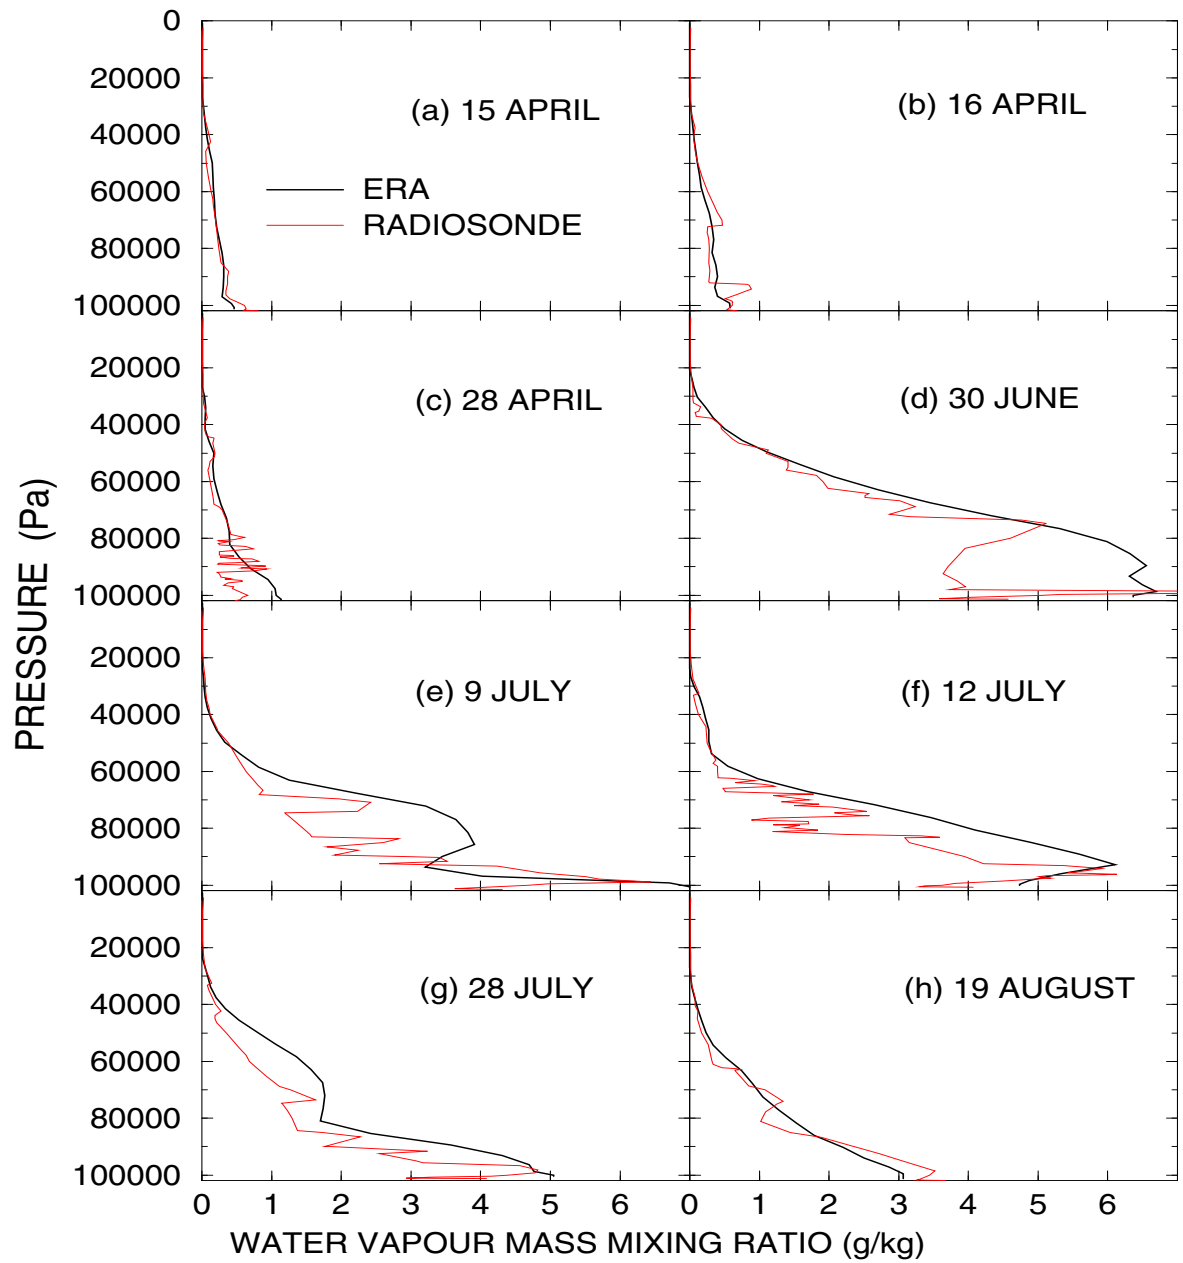 0
20000
40000
60000
80000
100000
(a) 15 APRIL
(b) 16 APRIL
ERA
RADIOSONDE
20000
40000
60000
80000
100000
(c) 28 APRIL
(d) 30 JUNE
PRESSURE (Pa)
20000
40000
60000
80000
100000
(e) 9 JULY
(f) 12 JULY
20000
40000
60000
80000
100000
(g) 28 JULY
(h) 19 AUGUST
0 1 2 3 4 5 6 0 1 2 3 4 5 6
WATER VAPOUR MASS MIXING RATIO (g/kg)